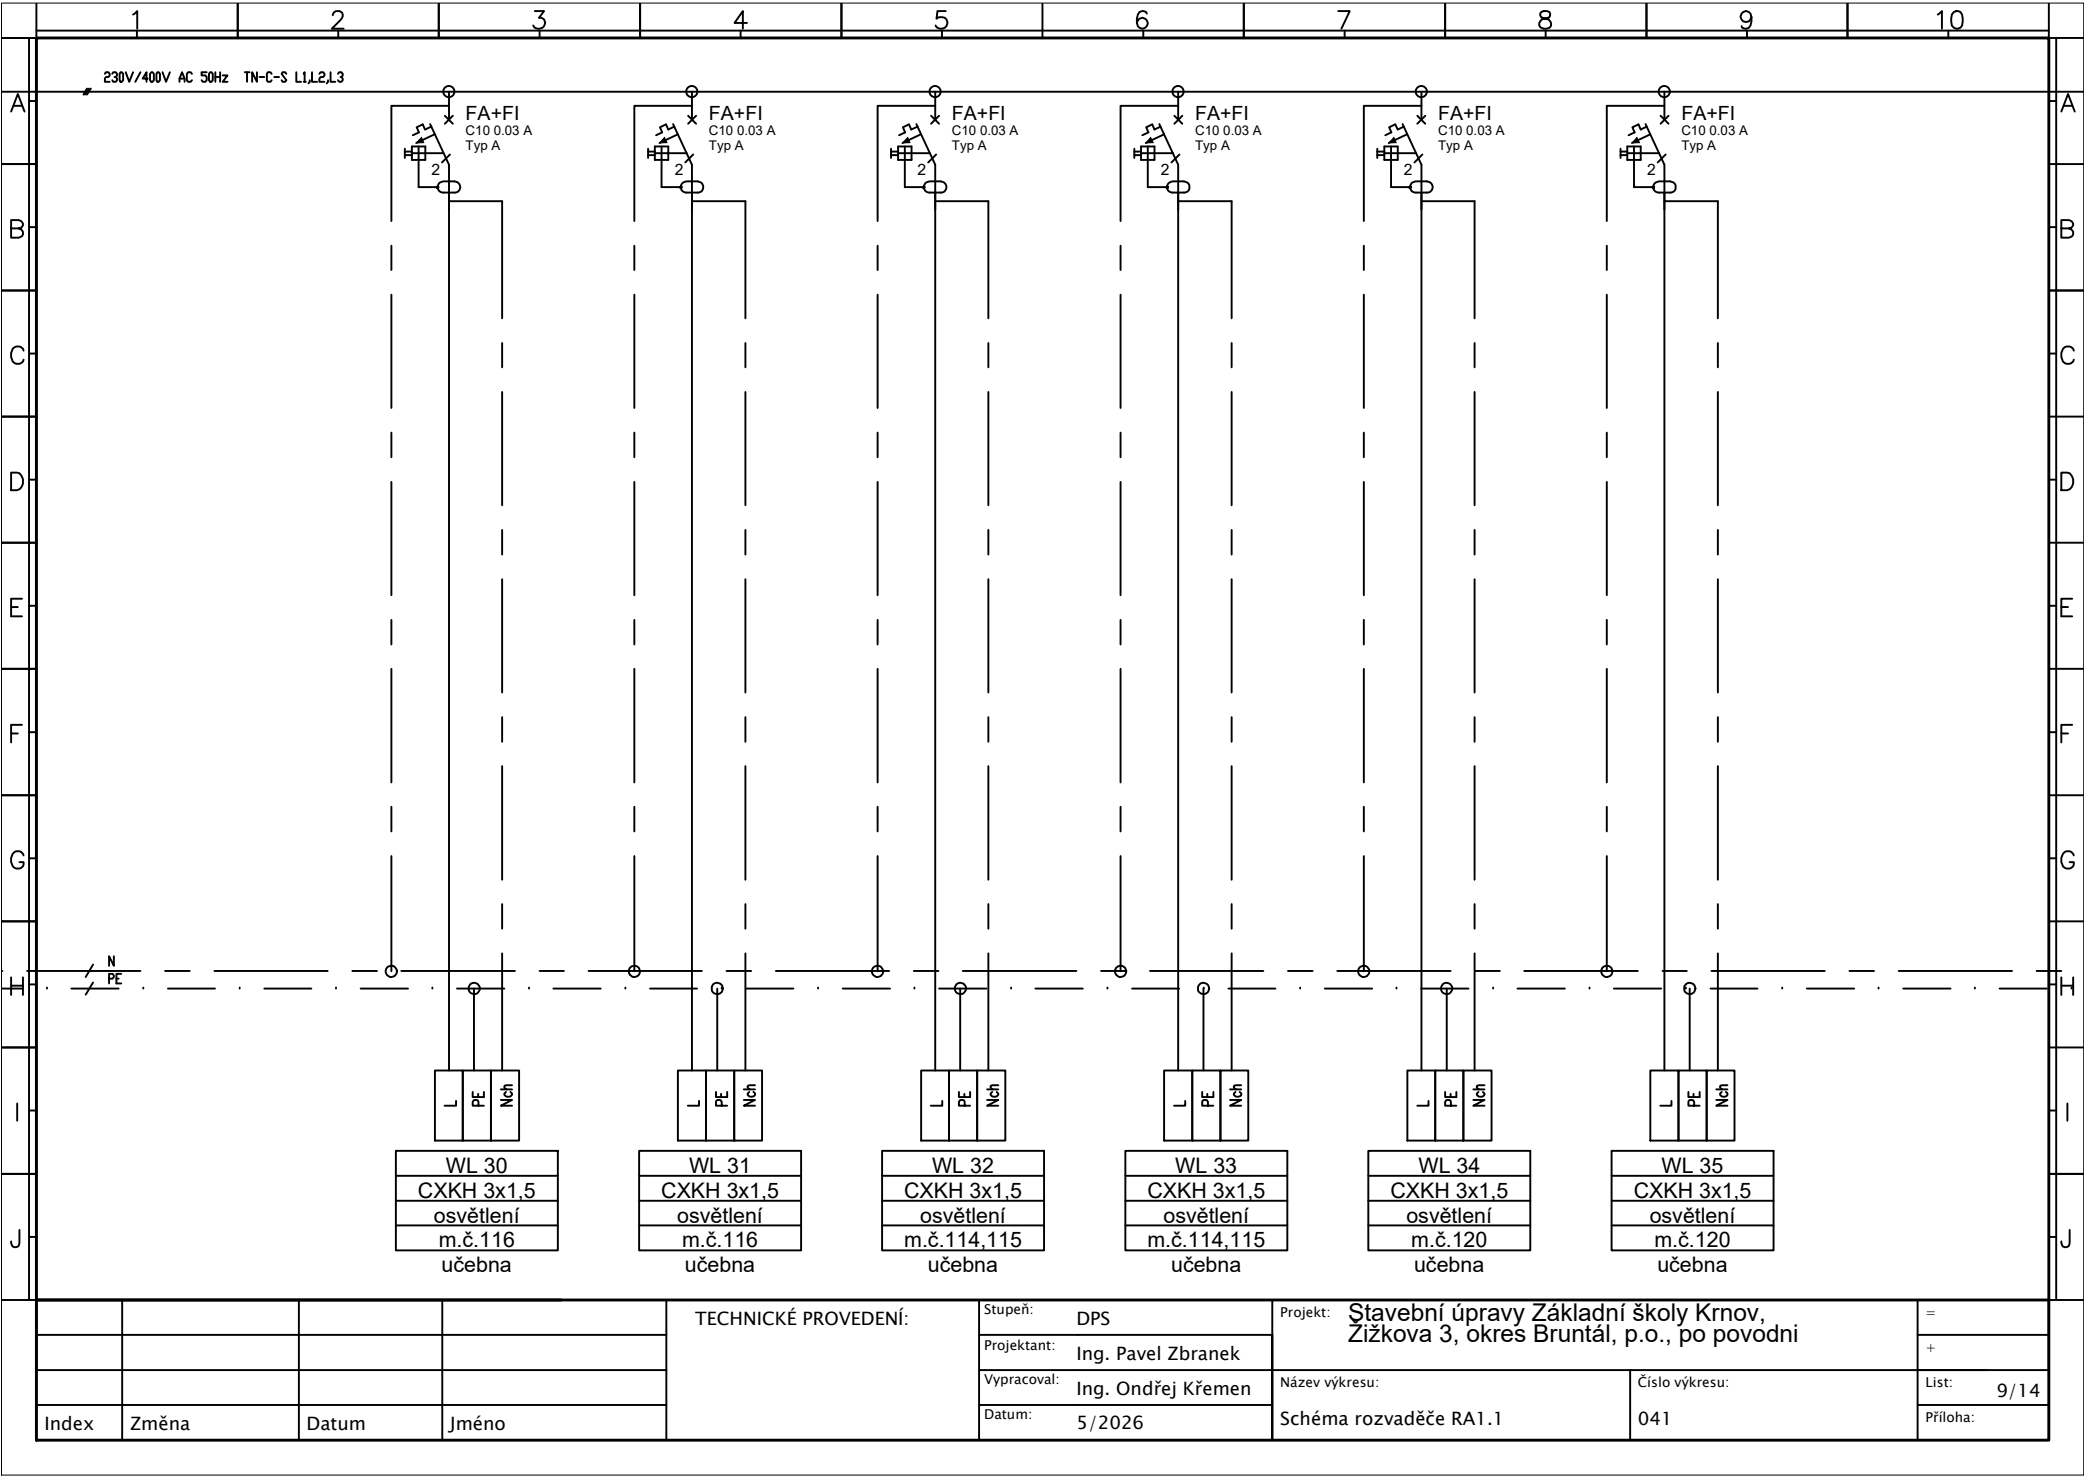 1 2 3 4 5 6 7 8 9 10
230V/400V AC 50Hz TN-C-S L1,L2,L3
A A
FA+FI FA+FI FA+FI FA+FI FA+FI FA+FI
C10 0.03 A C10 0.03 A C10 0.03 A C10 0.03 A C10 0.03 A C10 0.03 A
Typ A Typ A Typ A Typ A Typ A Typ A
2 2 2 2 2 2
B B
C C
D D
E E
F F
G G
N
PE
H H
L PE Nch L PE Nch L PE Nch L PE Nch L PE Nch L PE Nch
I I
WL 30 WL 31 WL 32 WL 33 WL 34 WL 35
CXKH 3x1,5 CXKH 3x1,5 CXKH 3x1,5 CXKH 3x1,5 CXKH 3x1,5 CXKH 3x1,5
osvětlení osvětlení osvětlení osvětlení osvětlení osvětlení
m.č.116 m.č.116 m.č.114,115 m.č.114,115 m.č.120 m.č.120
J J
učebna učebna učebna učebna učebna učebna
Index Změna Datum Jméno
TECHNICKÉ PROVEDENÍ:
Stupeň: DPS
Projektant: Ing. Pavel Zbranek
Vypracoval: Ing. Ondřej Křemen
Datum: 5/2026
Projekt: Stavební úpravy Základní školy Krnov,
Žižkova 3, okres Bruntál, p.o., po povodni
Název výkresu:
Schéma rozvaděče RA1.1
Číslo výkresu:
041
=
+
List: 9/14
Příloha: